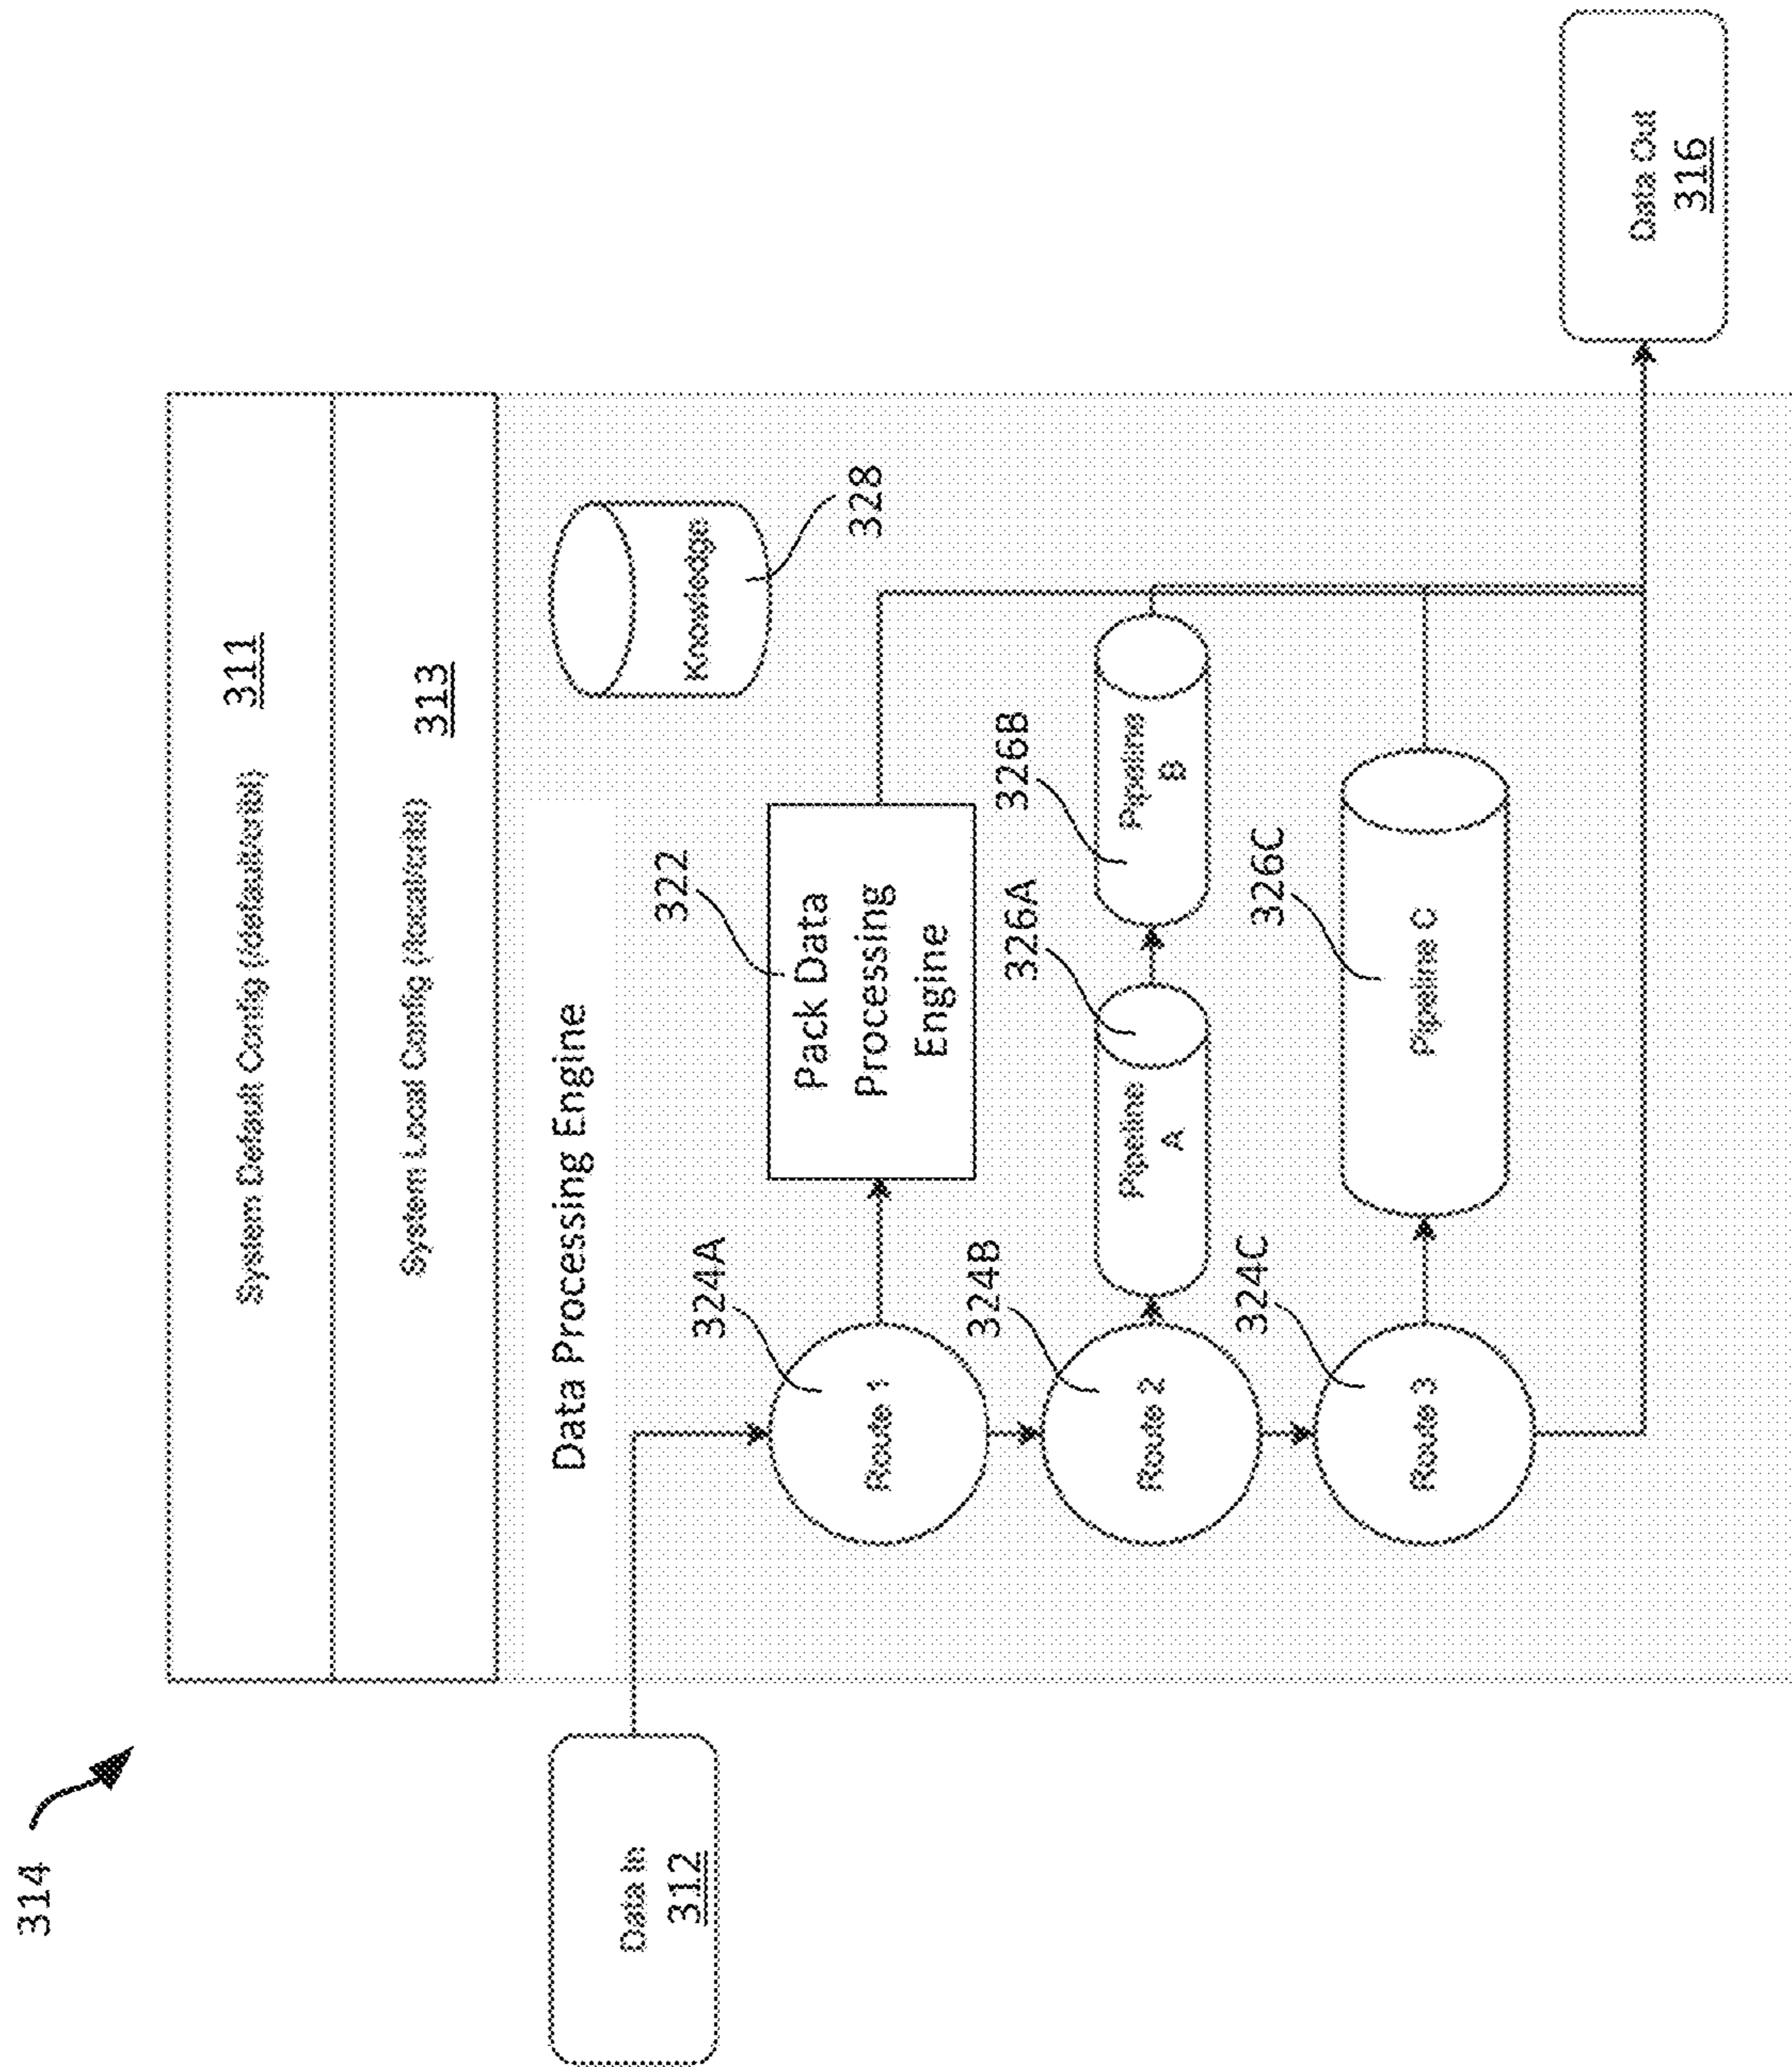 314
System Default Config (/default/cribl) 311
System Local Config (/local/cribl) 313
Data Processing Engine
Knowledge
328
Data In
312
324A
Route 1
322
Pack Data
Processing
Engine
324B
Route 2
326A
Pipeline
A
326B
Pipeline
B
324C
Route 3
326C
Pipeline C
Data Out
316